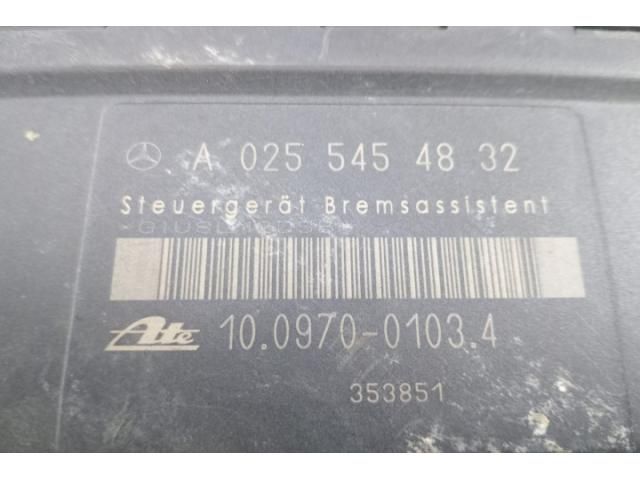 A 025 545 48 32
Steuergerät Bremsassistent
Ate 10.0970-0103.4
353851